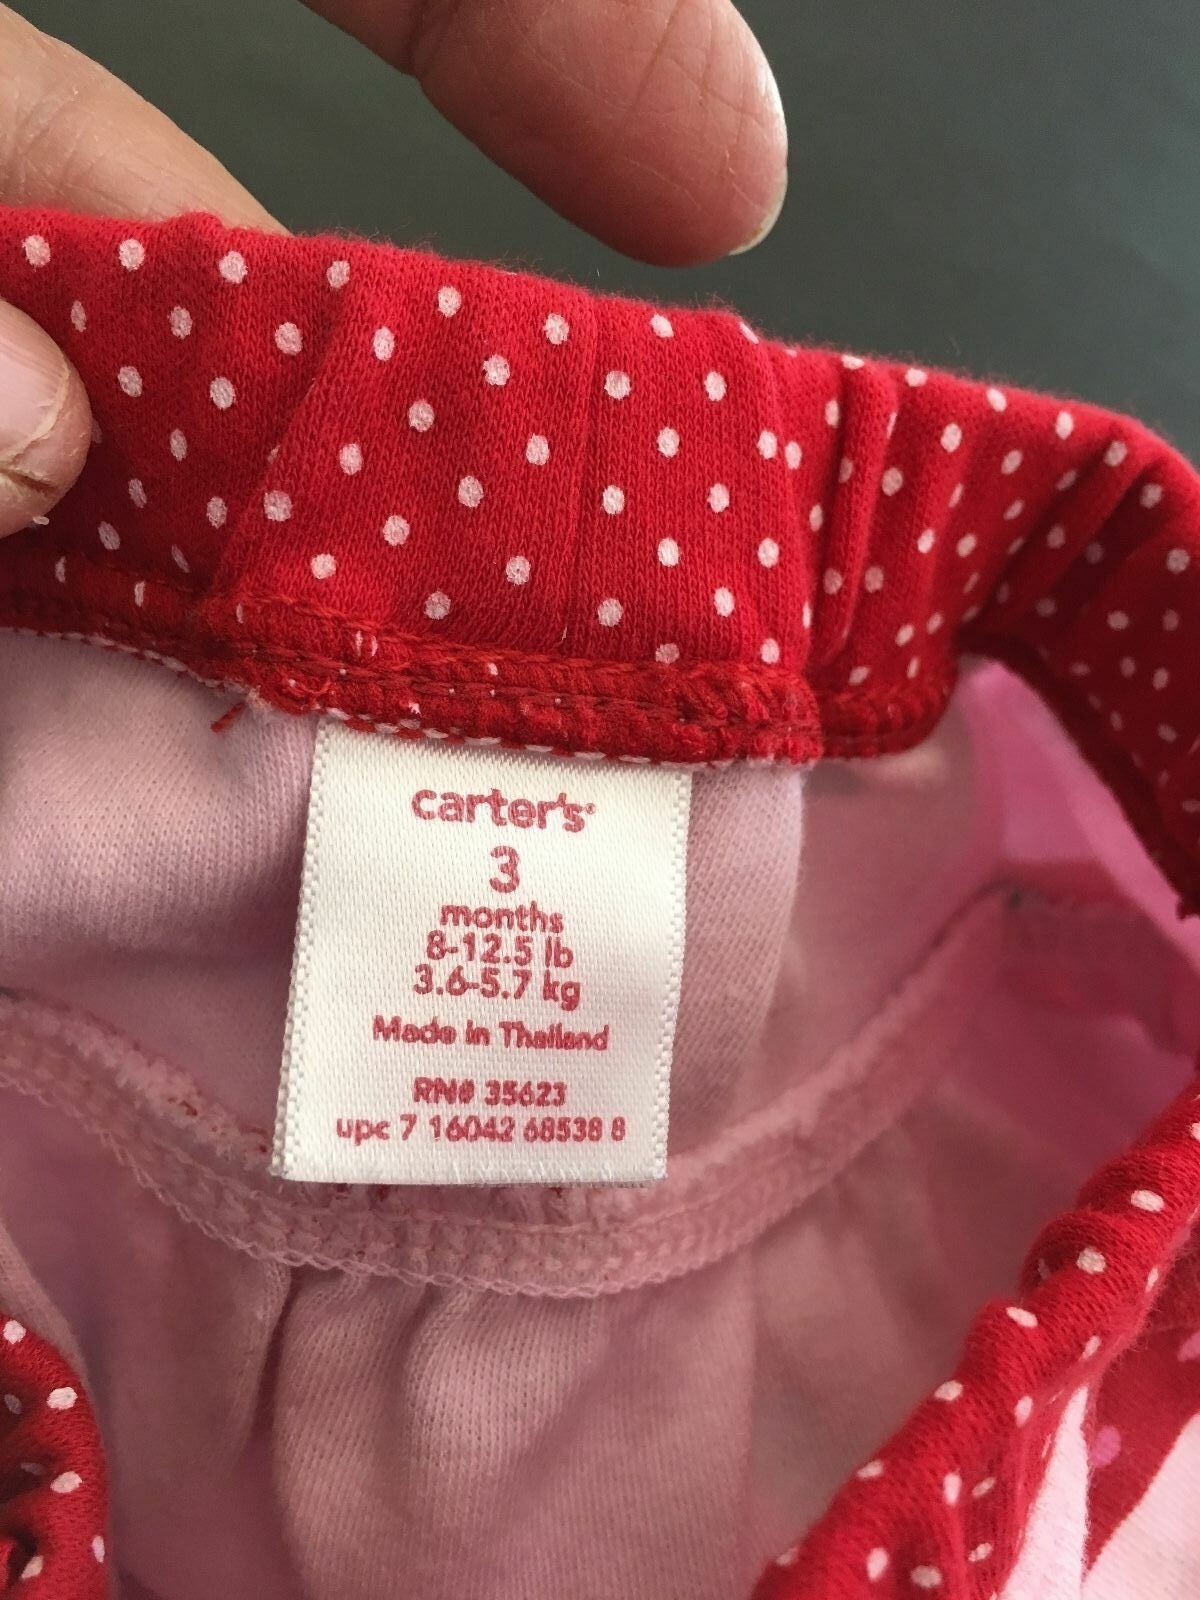 carter's®
3
months
8-12.5 lb
3.6-5.7 kg
Made in Thailand
RN# 35623
upc 7 16042 68538 8